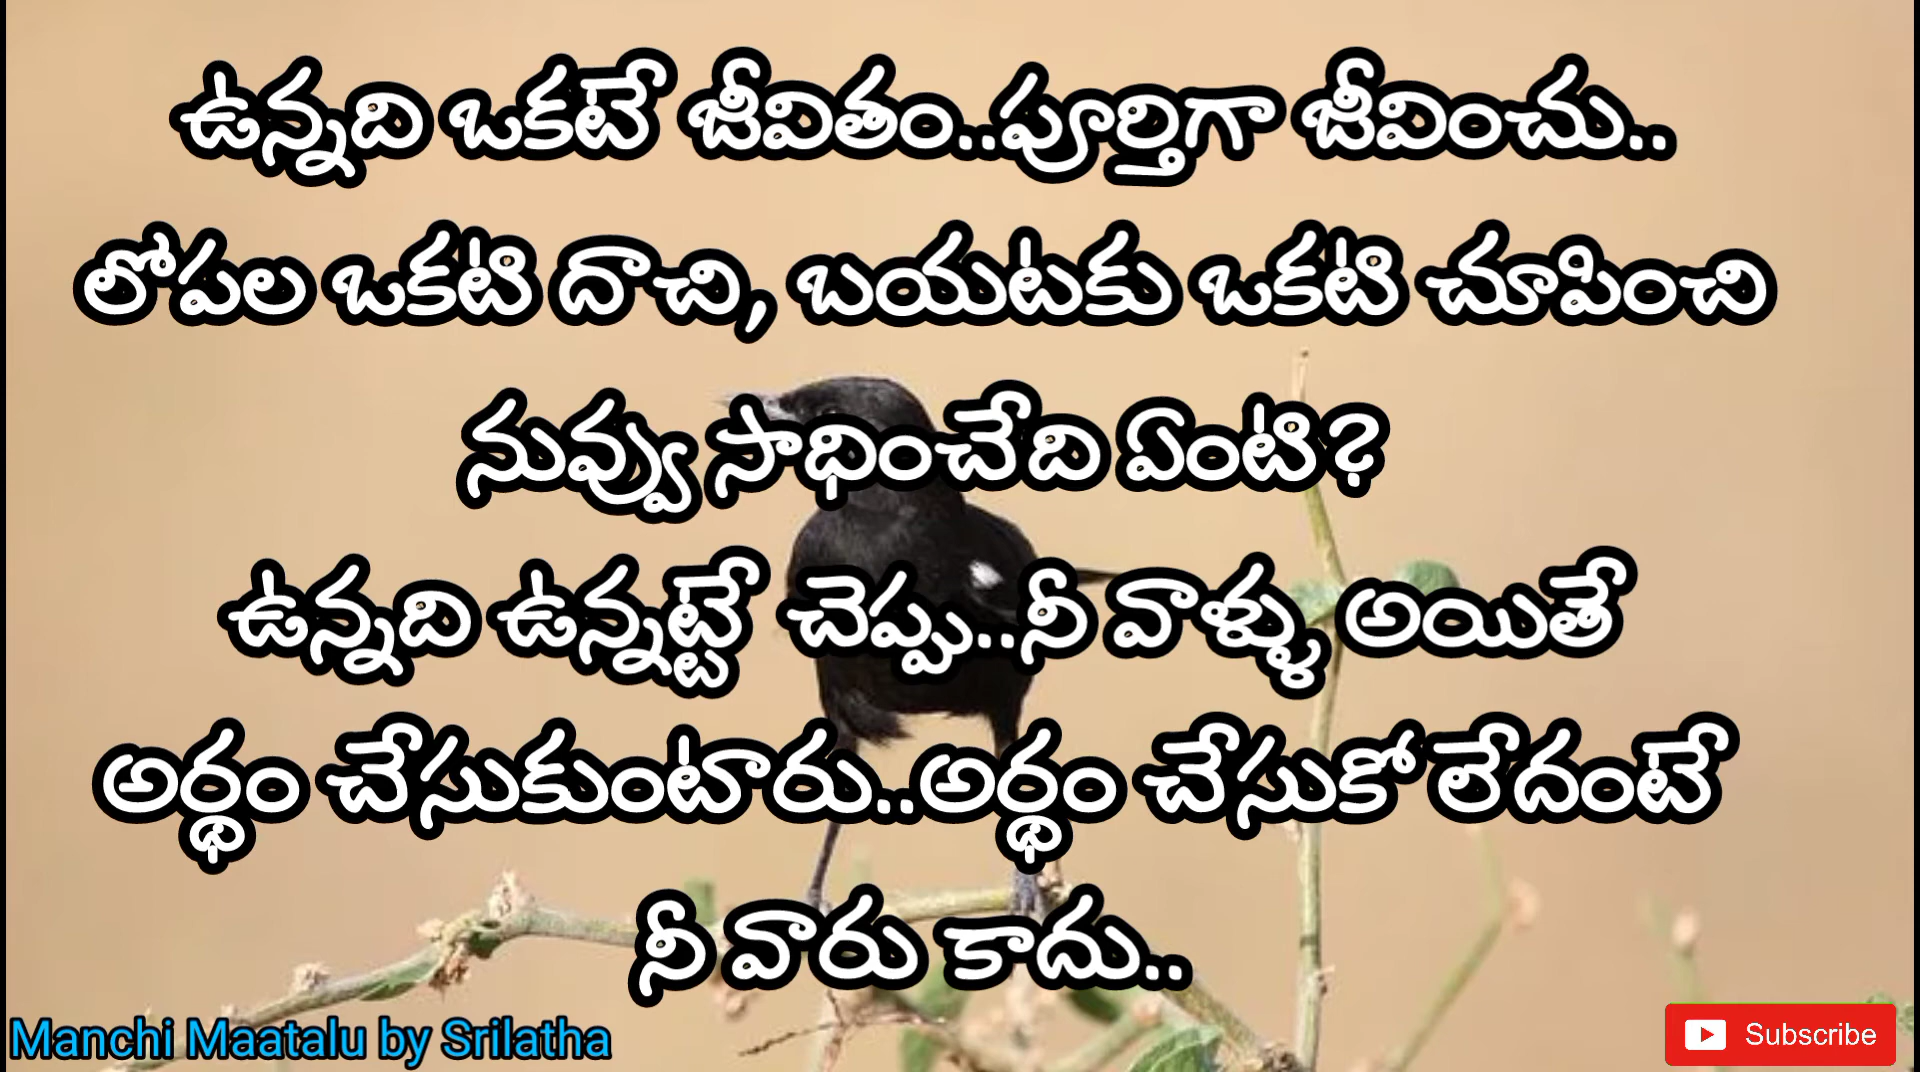 ఉన్నది ఒకటే జీవితం..పూర్తిగా జీవించు..
లోపల ఒకటి దాచి, బయటకు ఒకటి చూపించి
నువ్వు సాధించేది ఏంటి?
ఉన్నది ఉన్నట్టే చెప్పు..నీ వాళ్ళు అయితే
అర్థం చేసుకుంటారు..అర్థం చేసుకో లేదంటే
నీ వారు కాదు..
Manchi Maatalu by Srilatha
Subscribe